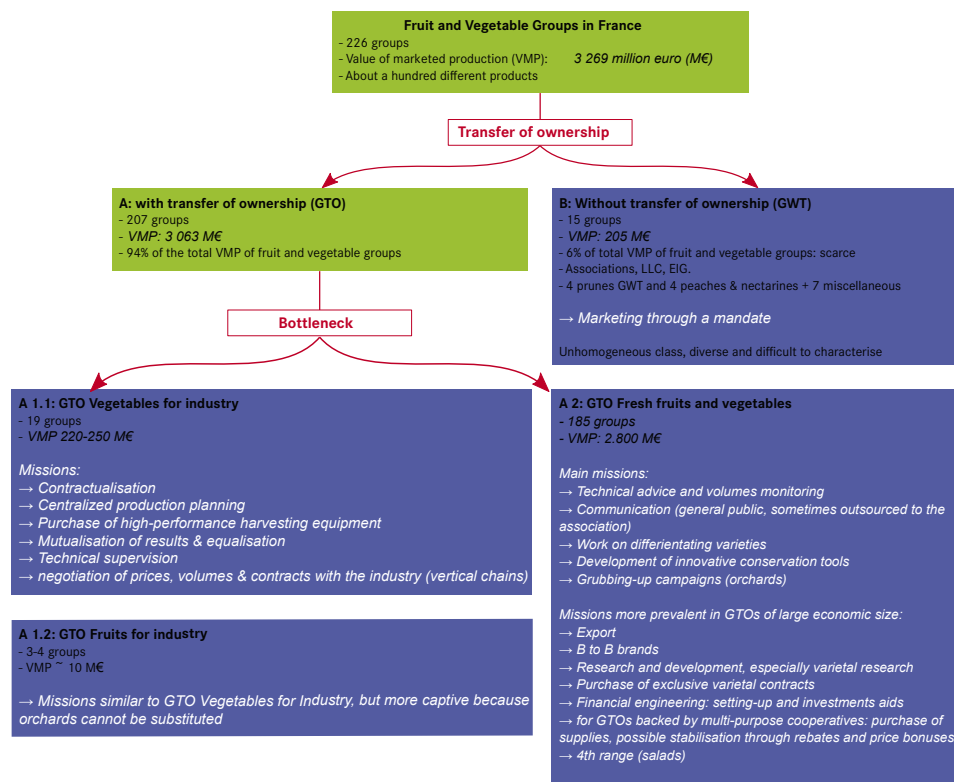 Fruit and Vegetable Groups in France
- 226 groups
- Value of marketed production (VMP): 3 269 million euro (M€)
- About a hundred different products
Transfer of ownership
A: with transfer of ownership (GTO)
- 207 groups
- VMP: 3 063 M€
- 94% of the total VMP of fruit and vegetable groups
B: Without transfer of ownership (GWT)
- 15 groups
- VMP: 205 M€
- 6% of total VMP of fruit and vegetable groups: scarce
- Associations, LLC, EIG.
- 4 prunes GWT and 4 peaches & nectarines + 7 miscellaneous
→ Marketing through a mandate
Unhomogeneous class, diverse and difficult to characterise
Bottleneck
A 1.1: GTO Vegetables for industry
- 19 groups
- VMP 220-250 M€
Missions:
→ Contractualisation
→ Centralized production planning
→ Purchase of high-performance harvesting equipment
→ Mutualisation of results & equalisation
→ Technical supervision
→ negotiation of prices, volumes & contracts with the industry (vertical chains)
A 1.2: GTO Fruits for industry
- 3-4 groups
- VMP ~ 10 M€
→ Missions similar to GTO Vegetables for Industry, but more captive because
orchards cannot be substituted
A 2: GTO Fresh fruits and vegetables
- 185 groups
- VMP: 2.800 M€
Main missions:
→ Technical advice and volumes monitoring
→ Communication (general public, sometimes outsourced to the
association)
→ Work on differientating varieties
→ Development of innovative conservation tools
→ Grubbing-up campaigns (orchards)
Missions more prevalent in GTOs of large economic size:
→ Export
→ B to B brands
→ Research and development, especially varietal research
→ Purchase of exclusive varietal contracts
→ Financial engineering: setting-up and investments aids
→ for GTOs backed by multi-purpose cooperatives: purchase of
supplies, possible stabilisation through rebates and price bonuses
→ 4th range (salads)